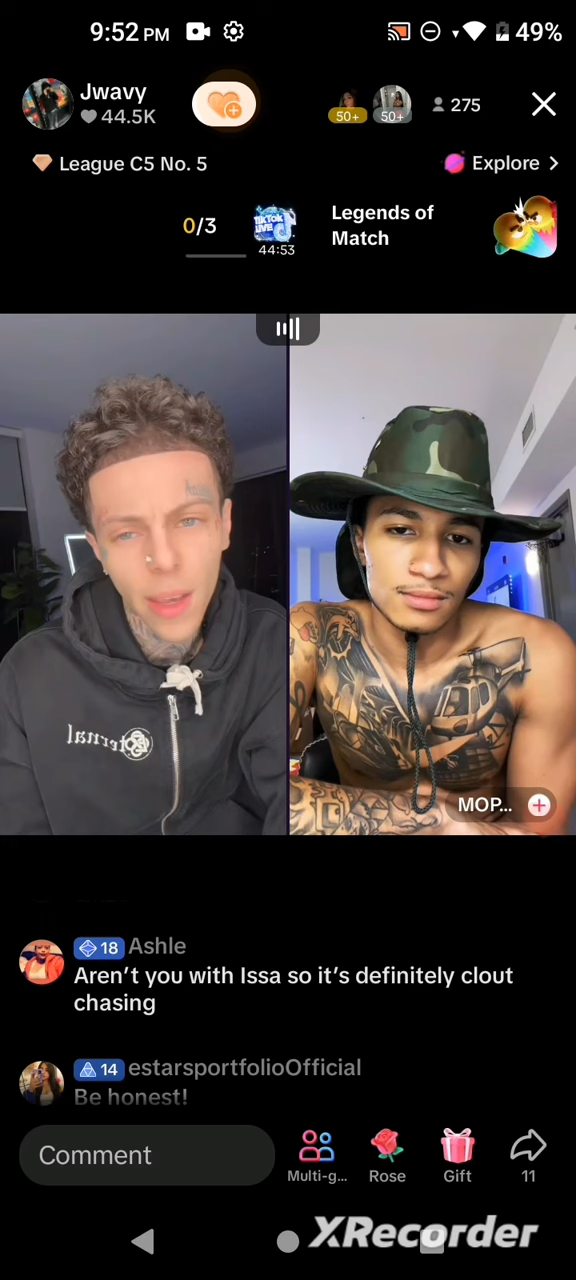 9:52 PM
49%
Jwavy
44.5K
50+
50+
275
League C5 No. 5
Explore
0/3
TikTok
LIVE
44:53
Legends of
Match
MOP...
18 Ashle
Aren’t you with Issa so it’s definitely clout
chasing
14 estarsportfolioOfficial
Be honest!
Comment
Multi-g...
Rose
Gift
11
XRecorder